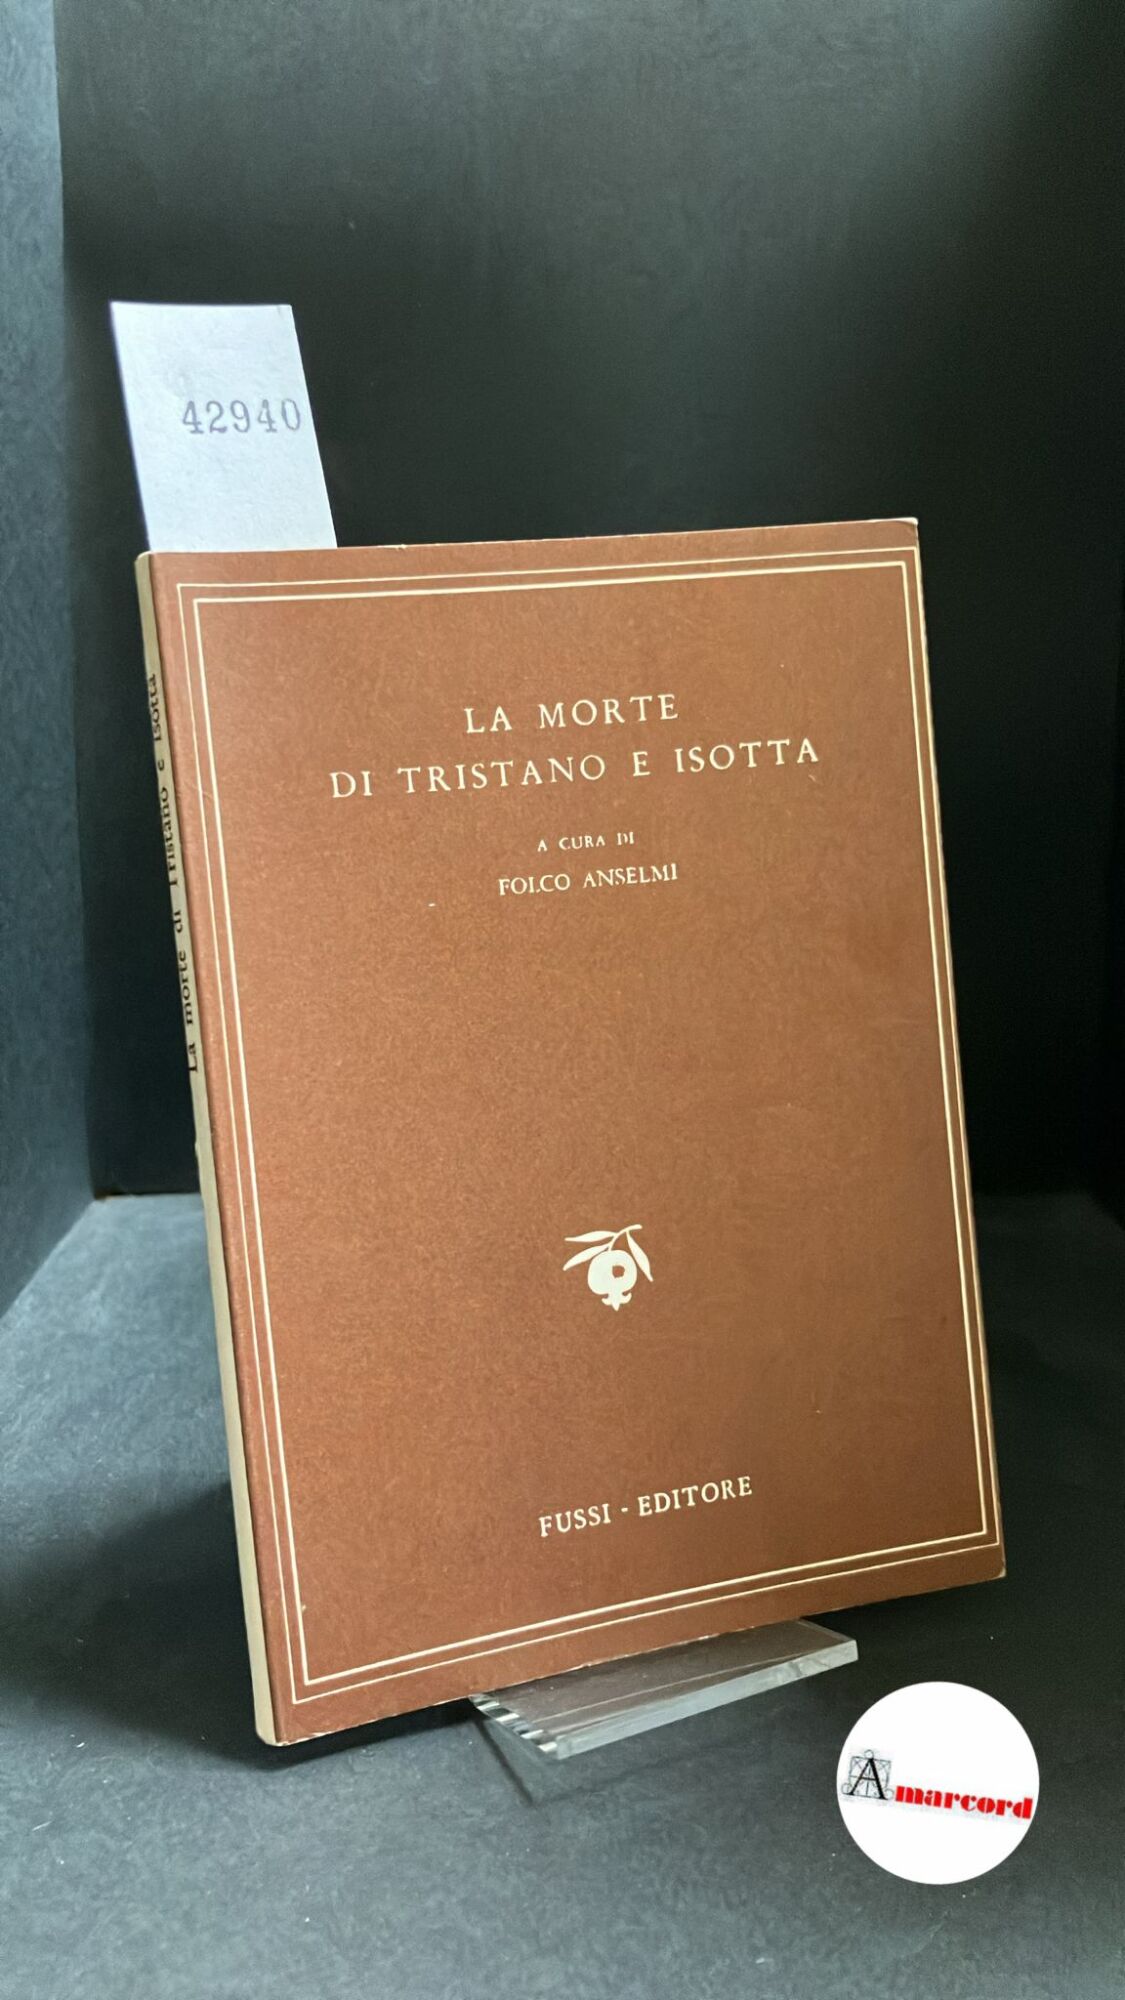 42940
LA MORTE
DI TRISTANO E ISOTTA
A CURA DI
FOLCO ANSELMI
FUSSI - EDITORE
La morte di Tristano e Isotta
Amarcord